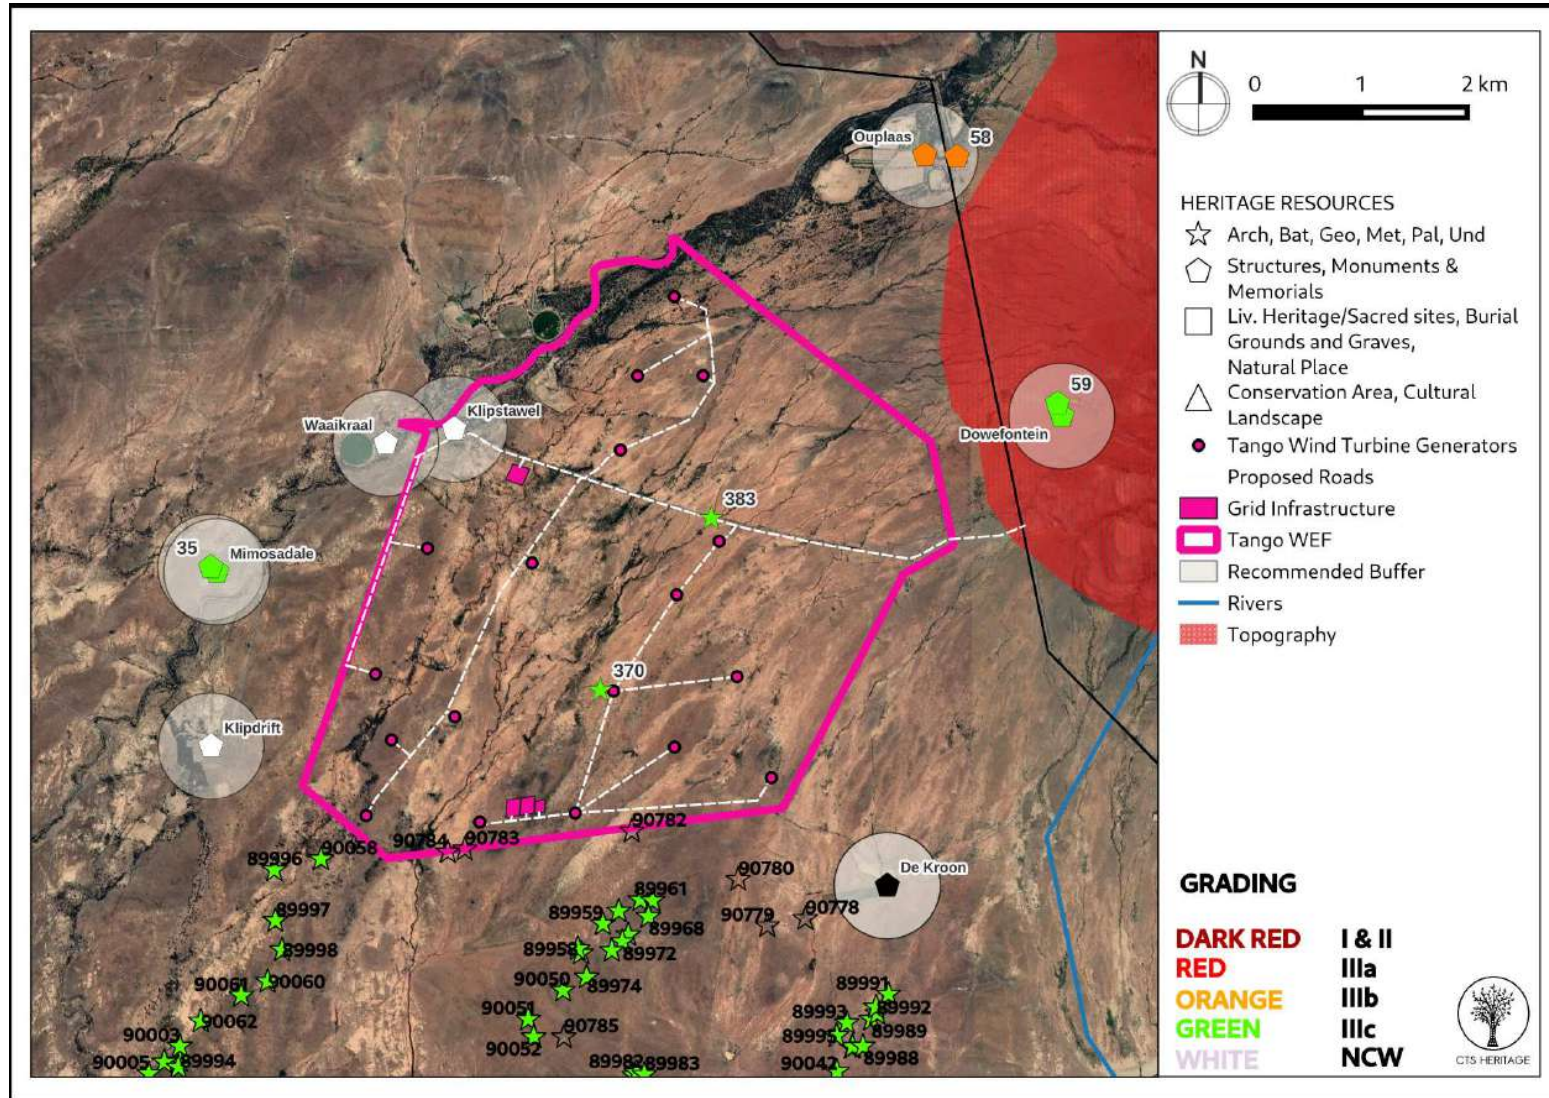 N
0 1 2 km
HERITAGE RESOURCES
Arch, Bat, Geo, Met, Pal, Und
Structures, Monuments &
Memorials
Liv. Heritage/Sacred sites, Burial
Grounds and Graves,
Natural Place
Conservation Area, Cultural
Landscape
Tango Wind Turbine Generators
Proposed Roads
Grid Infrastructure
Tango WEF
Recommended Buffer
Rivers
Topography
GRADING
DARK RED I & II
RED IIIa
ORANGE IIIb
GREEN IIIc
WHITE NCW
CTS HERITAGE
Ouplaas
58
59
Dowefontein
Klipstawel
Waaikraal
383
35
Mimosadale
370
Klipdrift
90782
90784
90783
90058
89996
90780
De Kroon
89961
89997
89959
90779
90778
89968
89998
89958
89972
90061
90060
90050
89974
89991
90051
89993
89992
90062
90785
90003
90052
89995
89989
90005
89994
89982
89983
90042
89988